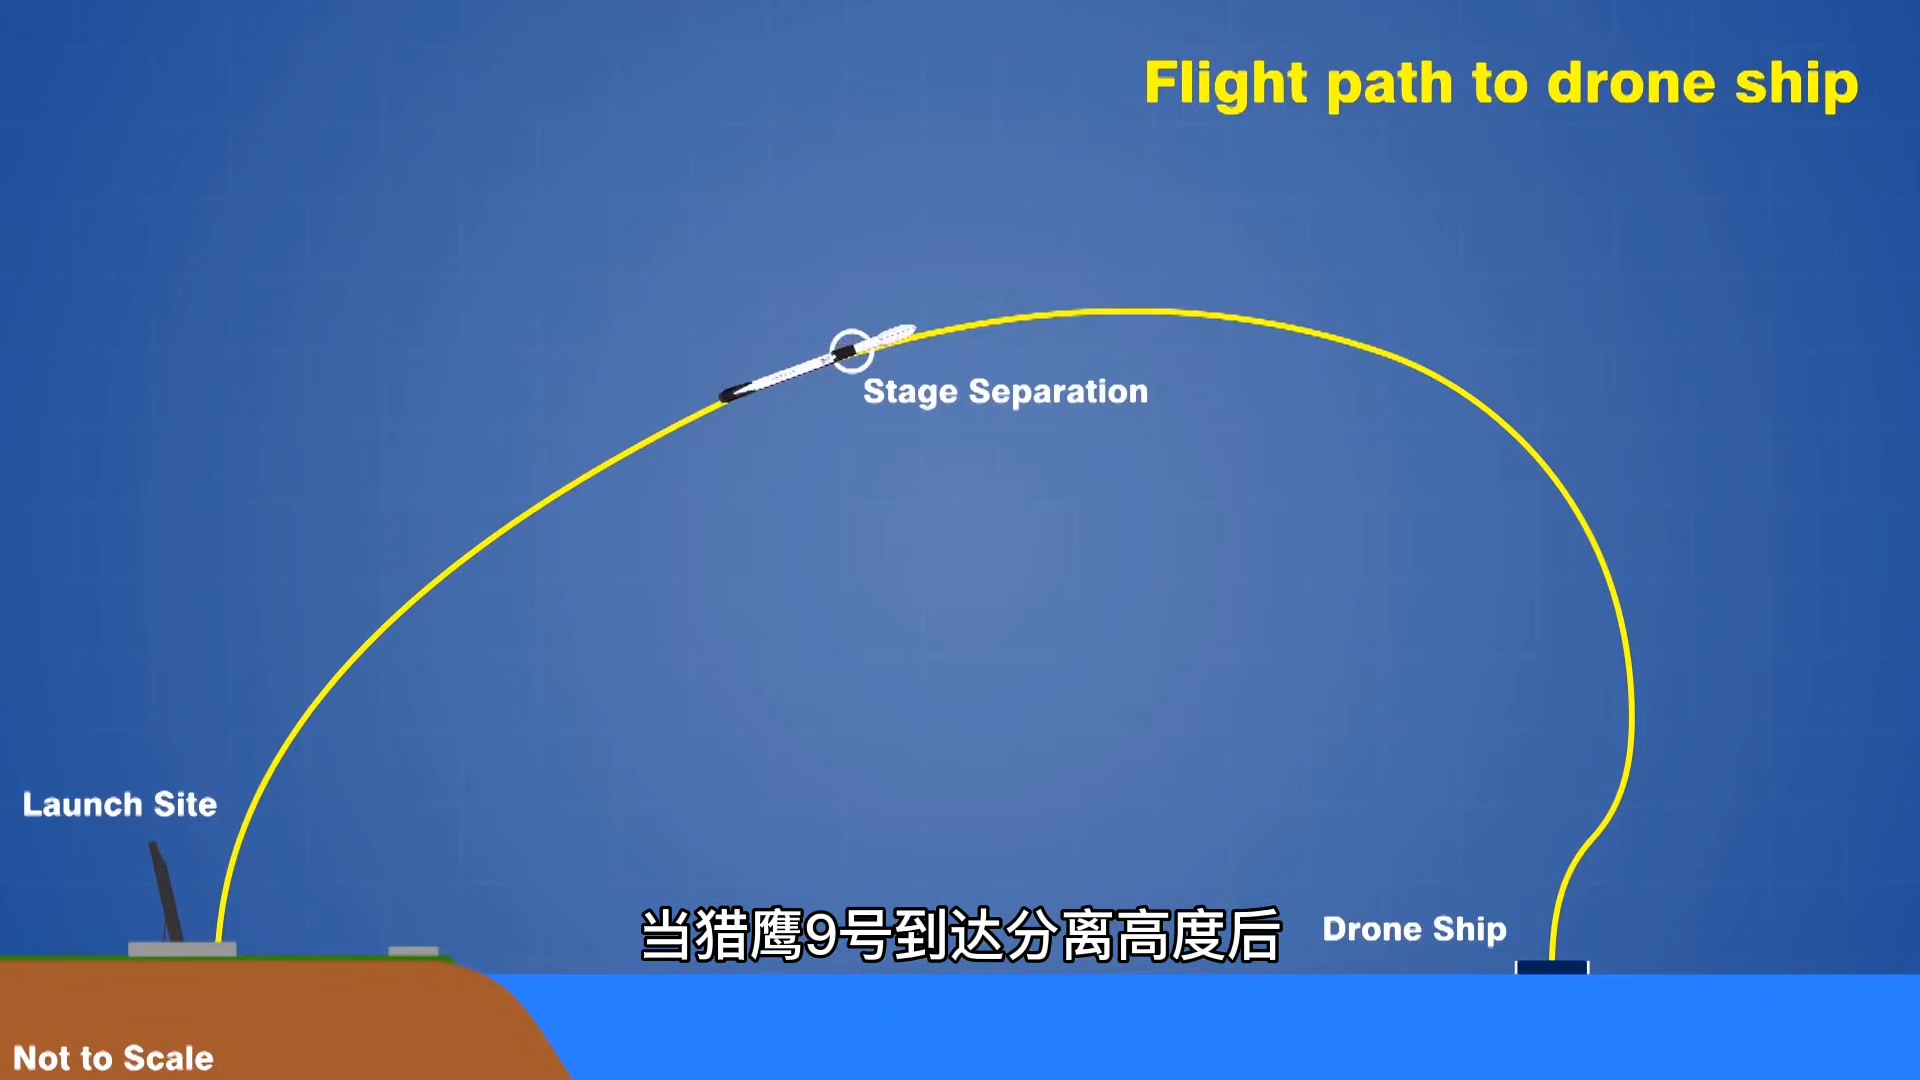 Flight path to drone ship
Stage Separation
Launch Site
当猎鹰9号到达分离高度后
Drone Ship
Not to Scale